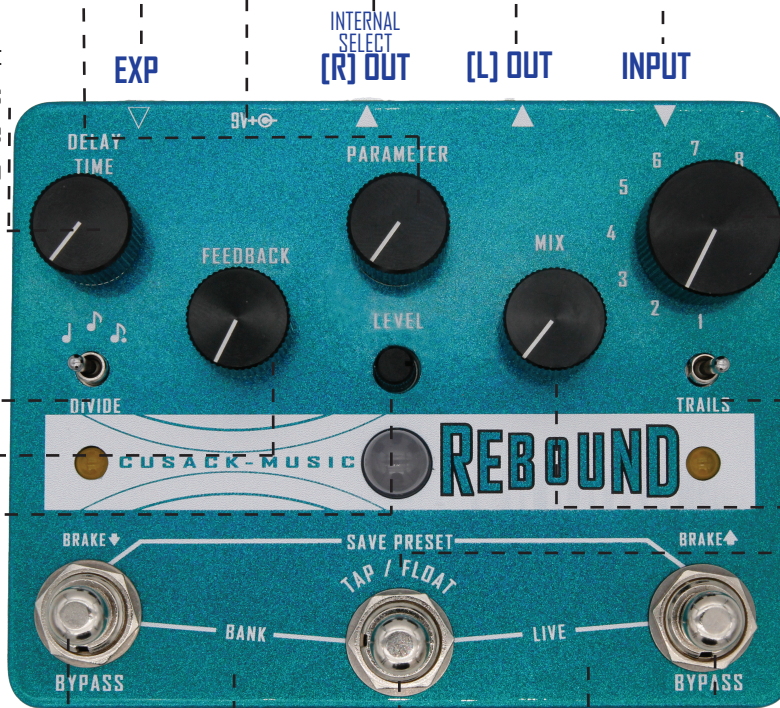 INTERNAL
SELECT
EXP
[R] OUT
[L] OUT
INPUT
9V
DELAY
TIME
PARAMETER
7
6
8
5
FEEDBACK
MIX
4
3
2
1
LEVEL
DIVIDE
TRAILS
CUSACK-MUSIC
REBOUND
BRAKE
SAVE PRESET
BRAKE
TAP / FLOAT
BANK
LIVE
BYPASS
BYPASS